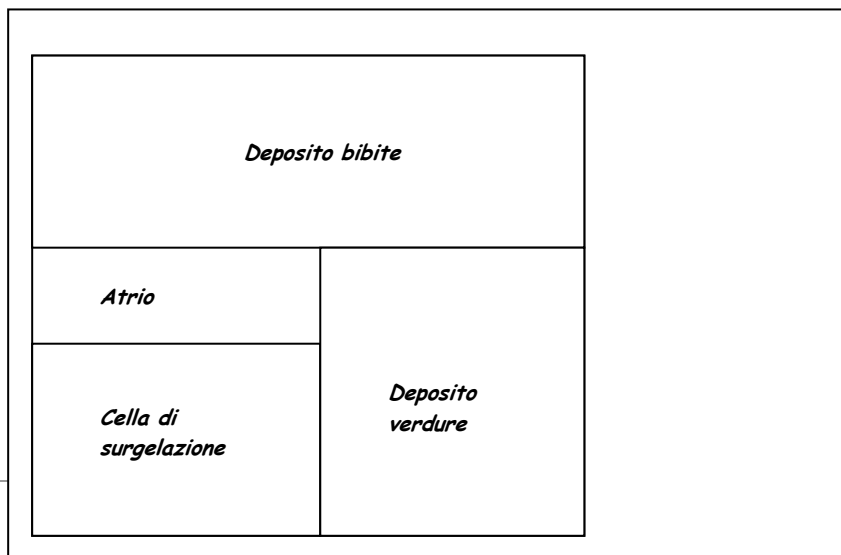 Deposito bibite
Atrio
Deposito
verdure
Cella di
surgelazione